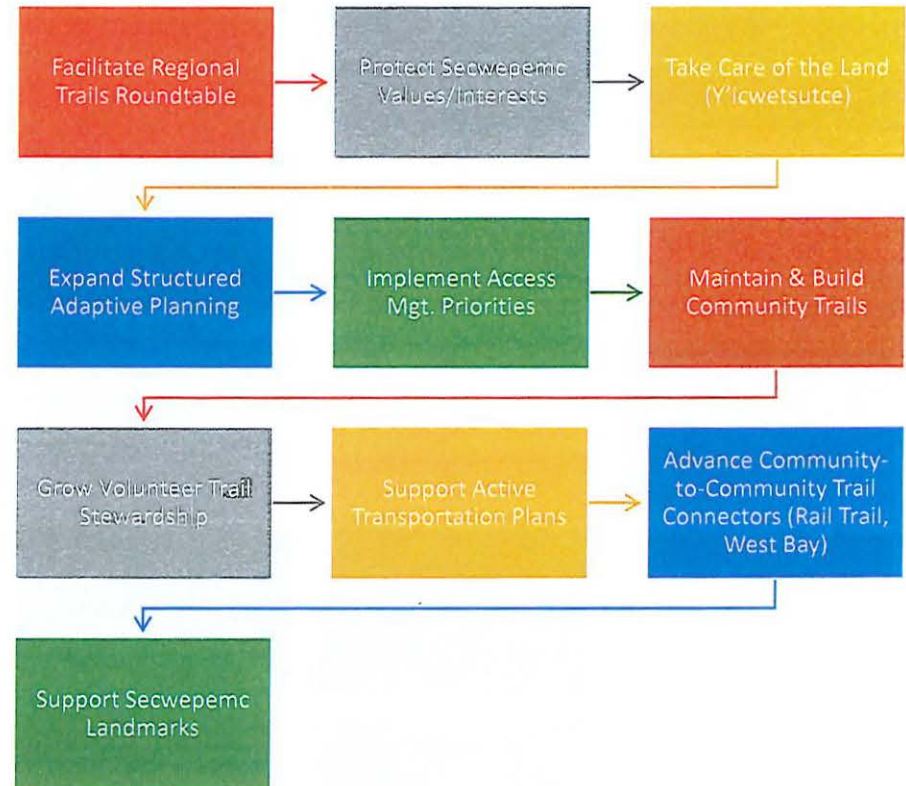 Facilitate Regional
Trails Roundtable
Protect Secwepemc
Values/Interests
Take Care of the Land
(Y'icwetsutce)
Expand Structured
Adaptive Planning
Implement Access
Mgt. Priorities
Maintain & Build
Community Trails
Grow Volunteer Trail
Stewardship
Support Active
Transportation Plans
Advance Community-
to-Community Trail
Connectors (Rail Trail,
West Bay)
Support Secwepemc
Landmarks